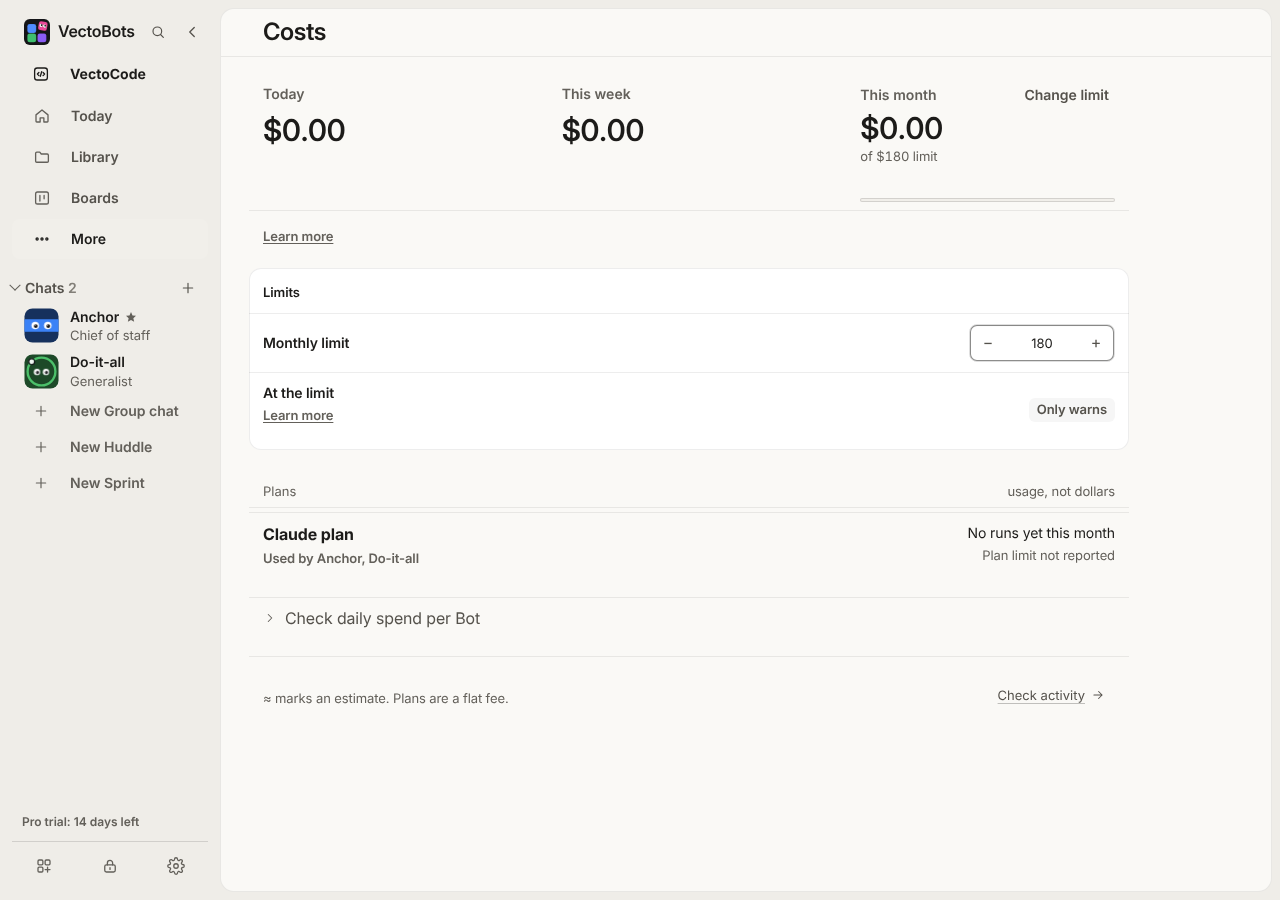 VectoBots
VectoCode
Today
Library
Boards
More
Chats 2
Anchor
Chief of staff
Do-it-all
Generalist
New Group chat
New Huddle
New Sprint
Pro trial: 14 days left
Costs
Today
$0.00
This week
$0.00
This month
Change limit
$0.00
of $180 limit
Learn more
Limits
Monthly limit
− 180 +
At the limit
Learn more
Only warns
Plans
usage, not dollars
Claude plan
No runs yet this month
Used by Anchor, Do-it-all
Plan limit not reported
Check daily spend per Bot
≈ marks an estimate. Plans are a flat fee.
Check activity →